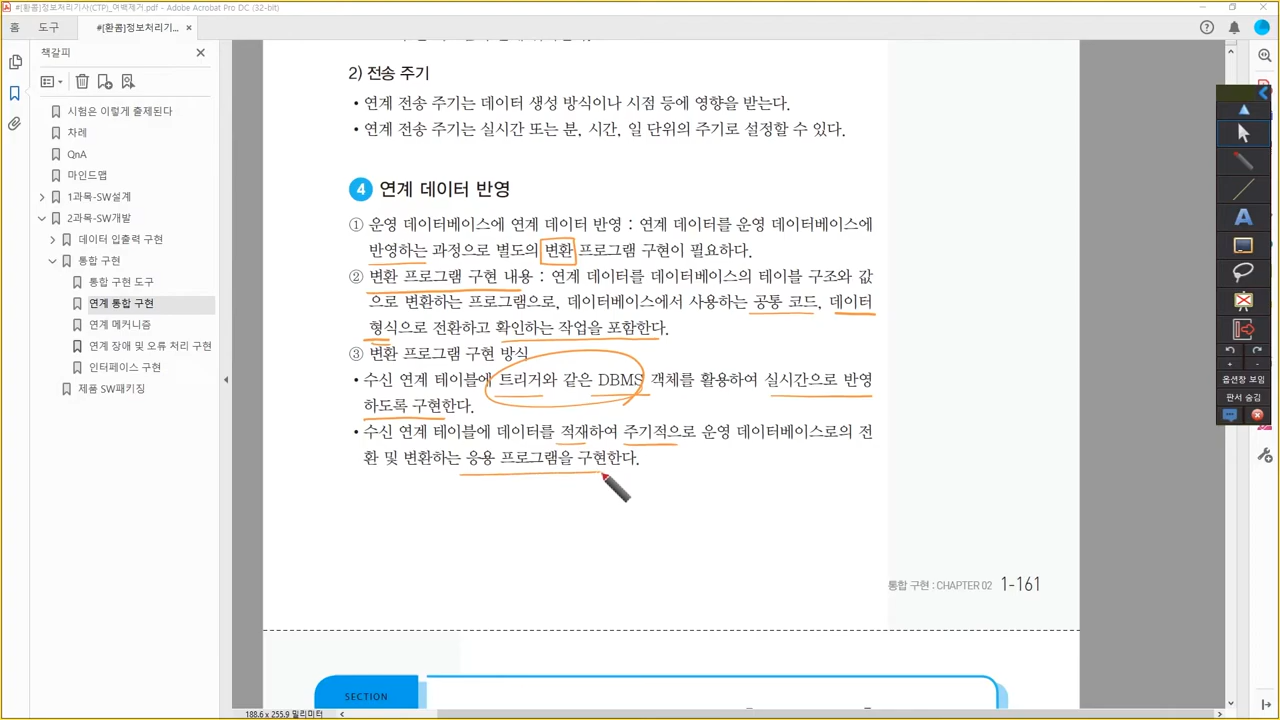 #[환콤]정보처리기사(CTP)_여백제거.pdf - Adobe Acrobat Pro DC (32-bit)
홈
도구
#[환콤]정보처리기...
책갈피
시험은 이렇게 출제된다
차례
QnA
마인드맵
1과목-SW설계
2과목-SW개발
데이터 입출력 구현
통합 구현
통합 구현 도구
연계 통합 구현
연계 메커니즘
연계 장애 및 오류 처리 구현
인터페이스 구현
제품 SW패키징
2) 전송 주기
• 연계 전송 주기는 데이터 생성 방식이나 시점 등에 영향을 받는다.
• 연계 전송 주기는 실시간 또는 분, 시간, 일 단위의 주기로 설정할 수 있다.
4 연계 데이터 반영
① 운영 데이터베이스에 연계 데이터 반영 : 연계 데이터를 운영 데이터베이스에
반영하는 과정으로 별도의 변환 프로그램 구현이 필요하다.
② 변환 프로그램 구현 내용 : 연계 데이터를 데이터베이스의 테이블 구조와 값
으로 변환하는 프로그램으로, 데이터베이스에서 사용하는 공통 코드, 데이터
형식으로 전환하고 확인하는 작업을 포함한다.
③ 변환 프로그램 구현 방식
• 수신 연계 테이블에 트리거와 같은 DBMS 객체를 활용하여 실시간으로 반영
하도록 구현한다.
• 수신 연계 테이블에 데이터를 적재하여 주기적으로 운영 데이터베이스로의 전
환 및 변환하는 응용 프로그램을 구현한다.
통합 구현 : CHAPTER 02 1-161
SECTION
188.6 x 255.9 밀리미터
A
옵션창 보임
판서 숨김